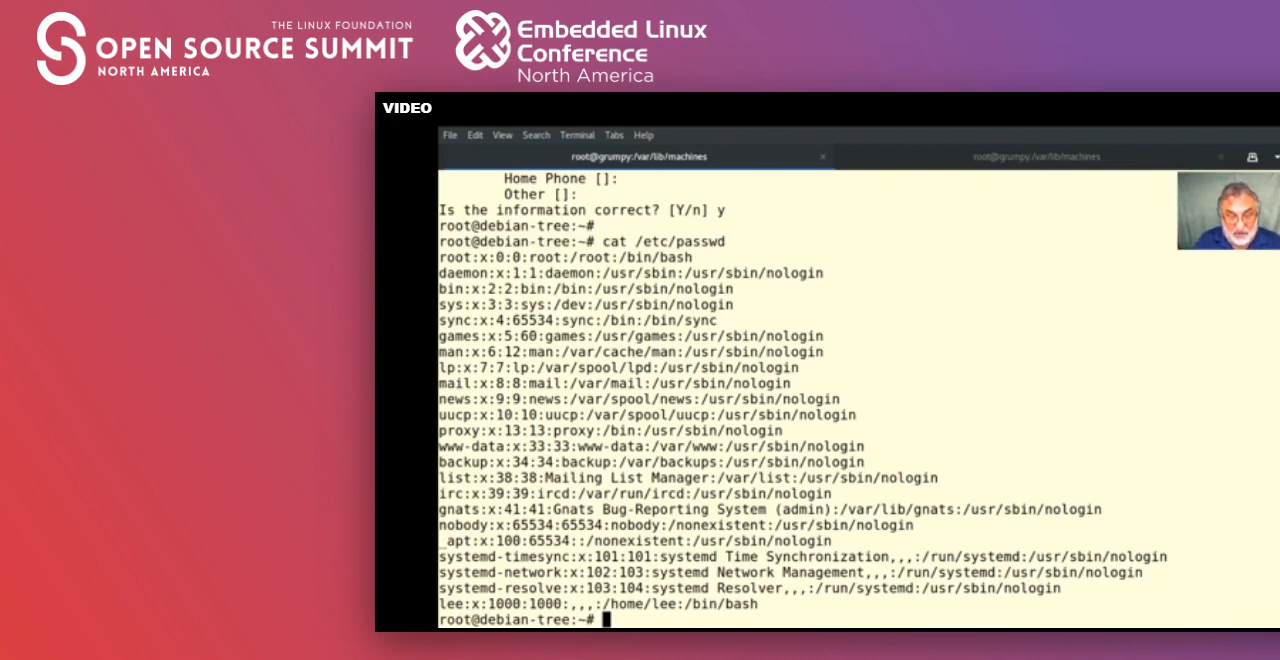 THE LINUX FOUNDATION
OPEN SOURCE SUMMIT
NORTH AMERICA
Embedded Linux
Conference
North America
VIDEO
File Edit View Search Terminal Tabs Help
root@grumpy:/var/lib/machines × root@grumpy:/var/lib/machines ×
Home Phone []:
Other []:
Is the information correct? [Y/n] y
root@debian-tree:~#
root@debian-tree:~# cat /etc/passwd
root:x:0:0:root:/root:/bin/bash
daemon:x:1:1:daemon:/usr/sbin:/usr/sbin/nologin
bin:x:2:2:bin:/bin:/usr/sbin/nologin
sys:x:3:3:sys:/dev:/usr/sbin/nologin
sync:x:4:65534:sync:/bin:/bin/sync
games:x:5:60:games:/usr/games:/usr/sbin/nologin
man:x:6:12:man:/var/cache/man:/usr/sbin/nologin
lp:x:7:7:lp:/var/spool/lpd:/usr/sbin/nologin
mail:x:8:8:mail:/var/mail:/usr/sbin/nologin
news:x:9:9:news:/var/spool/news:/usr/sbin/nologin
uucp:x:10:10:uucp:/var/spool/uucp:/usr/sbin/nologin
proxy:x:13:13:proxy:/bin:/usr/sbin/nologin
www-data:x:33:33:www-data:/var/www:/usr/sbin/nologin
backup:x:34:34:backup:/var/backups:/usr/sbin/nologin
list:x:38:38:Mailing List Manager:/var/list:/usr/sbin/nologin
irc:x:39:39:ircd:/var/run/ircd:/usr/sbin/nologin
gnats:x:41:41:Gnats Bug-Reporting System (admin):/var/lib/gnats:/usr/sbin/nologin
nobody:x:65534:65534:nobody:/nonexistent:/usr/sbin/nologin
_apt:x:100:65534::/nonexistent:/usr/sbin/nologin
systemd-timesync:x:101:101:systemd Time Synchronization,,,:/run/systemd:/usr/sbin/nologin
systemd-network:x:102:103:systemd Network Management,,,:/run/systemd:/usr/sbin/nologin
systemd-resolve:x:103:104:systemd Resolver,,,:/run/systemd:/usr/sbin/nologin
lee:x:1000:1000:,,,:/home/lee:/bin/bash
root@debian-tree:~#